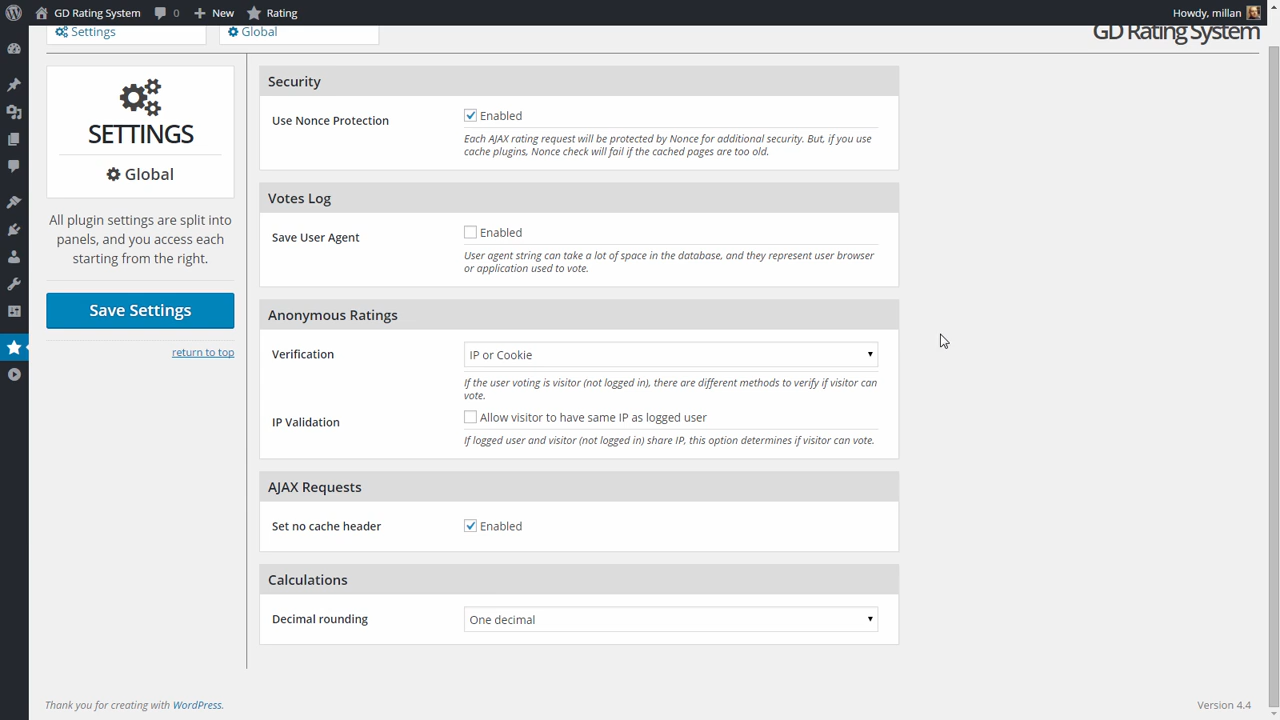 GD Rating System 0 New Rating Howdy, millan
Settings Global GD Rating System
SETTINGS
Global
All plugin settings are split into
panels, and you access each
starting from the right.
Save Settings
return to top
Security
Use Nonce Protection Enabled
Each AJAX rating request will be protected by Nonce for additional security. But, if you use
cache plugins, Nonce check will fail if the cached pages are too old.
Votes Log
Save User Agent Enabled
User agent string can take a lot of space in the database, and they represent user browser
or application used to vote.
Anonymous Ratings
Verification IP or Cookie
If the user voting is visitor (not logged in), there are different methods to verify if visitor can
vote.
IP Validation Allow visitor to have same IP as logged user
If logged user and visitor (not logged in) share IP, this option determines if visitor can vote.
AJAX Requests
Set no cache header Enabled
Calculations
Decimal rounding One decimal
Thank you for creating with WordPress. Version 4.4